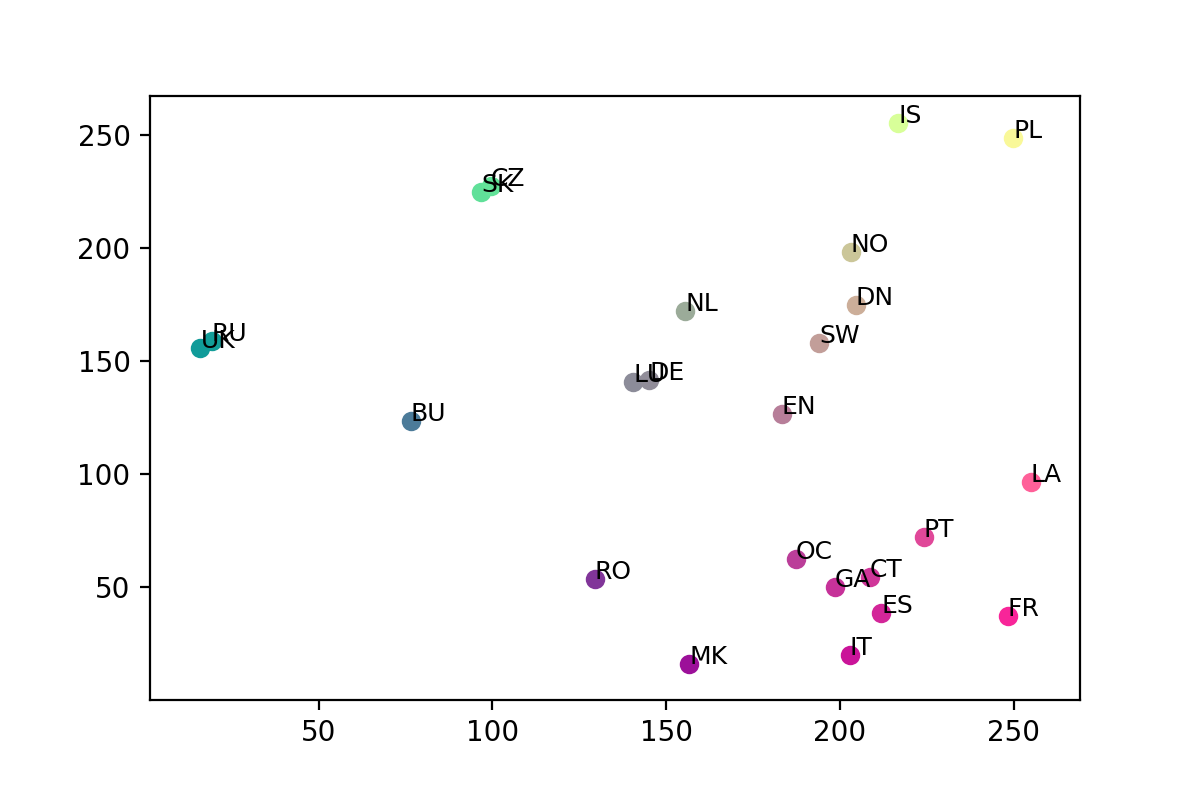 IS
250
PL
CZ
SK
200
NO
DN
NL
RU
UK
SW
150
LU
DE
BU
EN
100
LA
PT
OC
RO
CT
GA
50
ES
FR
IT
MK
50 100 150 200 250